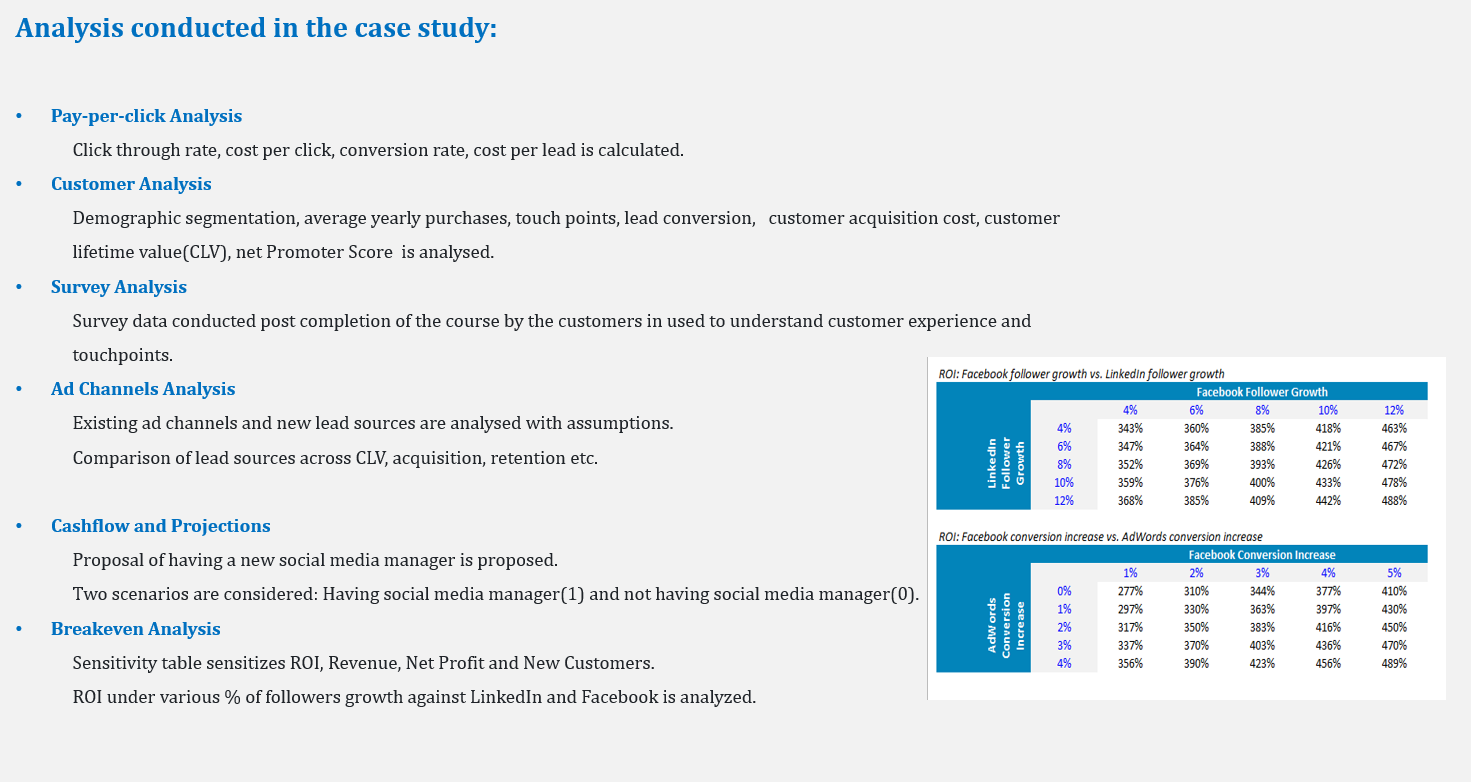 Analysis conducted in the case study:
• Pay-per-click Analysis
Click through rate, cost per click, conversion rate, cost per lead is calculated.
• Customer Analysis
Demographic segmentation, average yearly purchases, touch points, lead conversion, customer acquisition cost, customer
lifetime value(CLV), net Promoter Score is analysed.
• Survey Analysis
Survey data conducted post completion of the course by the customers in used to understand customer experience and
touchpoints.
• Ad Channels Analysis
Existing ad channels and new lead sources are analysed with assumptions.
Comparison of lead sources across CLV, acquisition, retention etc.
• Cashflow and Projections
Proposal of having a new social media manager is proposed.
Two scenarios are considered: Having social media manager(1) and not having social media manager(0).
• Breakeven Analysis
Sensitivity table sensitizes ROI, Revenue, Net Profit and New Customers.
ROI under various % of followers growth against LinkedIn and Facebook is analyzed.
ROI: Facebook follower growth vs. LinkedIn follower growth
Facebook Follower Growth
4% 6% 8% 10% 12%
LinkedIn
Follower
Growth
4% 343% 360% 385% 418% 463%
6% 347% 364% 388% 421% 467%
8% 352% 369% 393% 426% 472%
10% 359% 376% 400% 433% 478%
12% 368% 385% 409% 442% 488%
ROI: Facebook conversion increase vs. AdWords conversion increase
Facebook Conversion Increase
1% 2% 3% 4% 5%
AdWords
Conversion
Increase
0% 277% 310% 344% 377% 410%
1% 297% 330% 363% 397% 430%
2% 317% 350% 383% 416% 450%
3% 337% 370% 403% 436% 470%
4% 356% 390% 423% 456% 489%